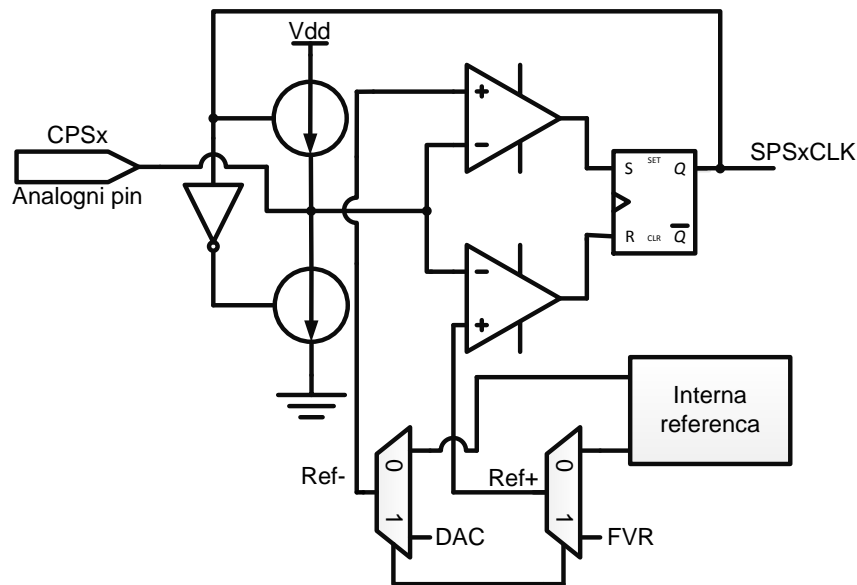 Vdd
CPSx
Analogni pin
+
−
S
SET
Q
SPSxCLK
R
CLR
Q
−
+
Interna
referenca
Ref-
0
1
DAC
Ref+
0
1
FVR